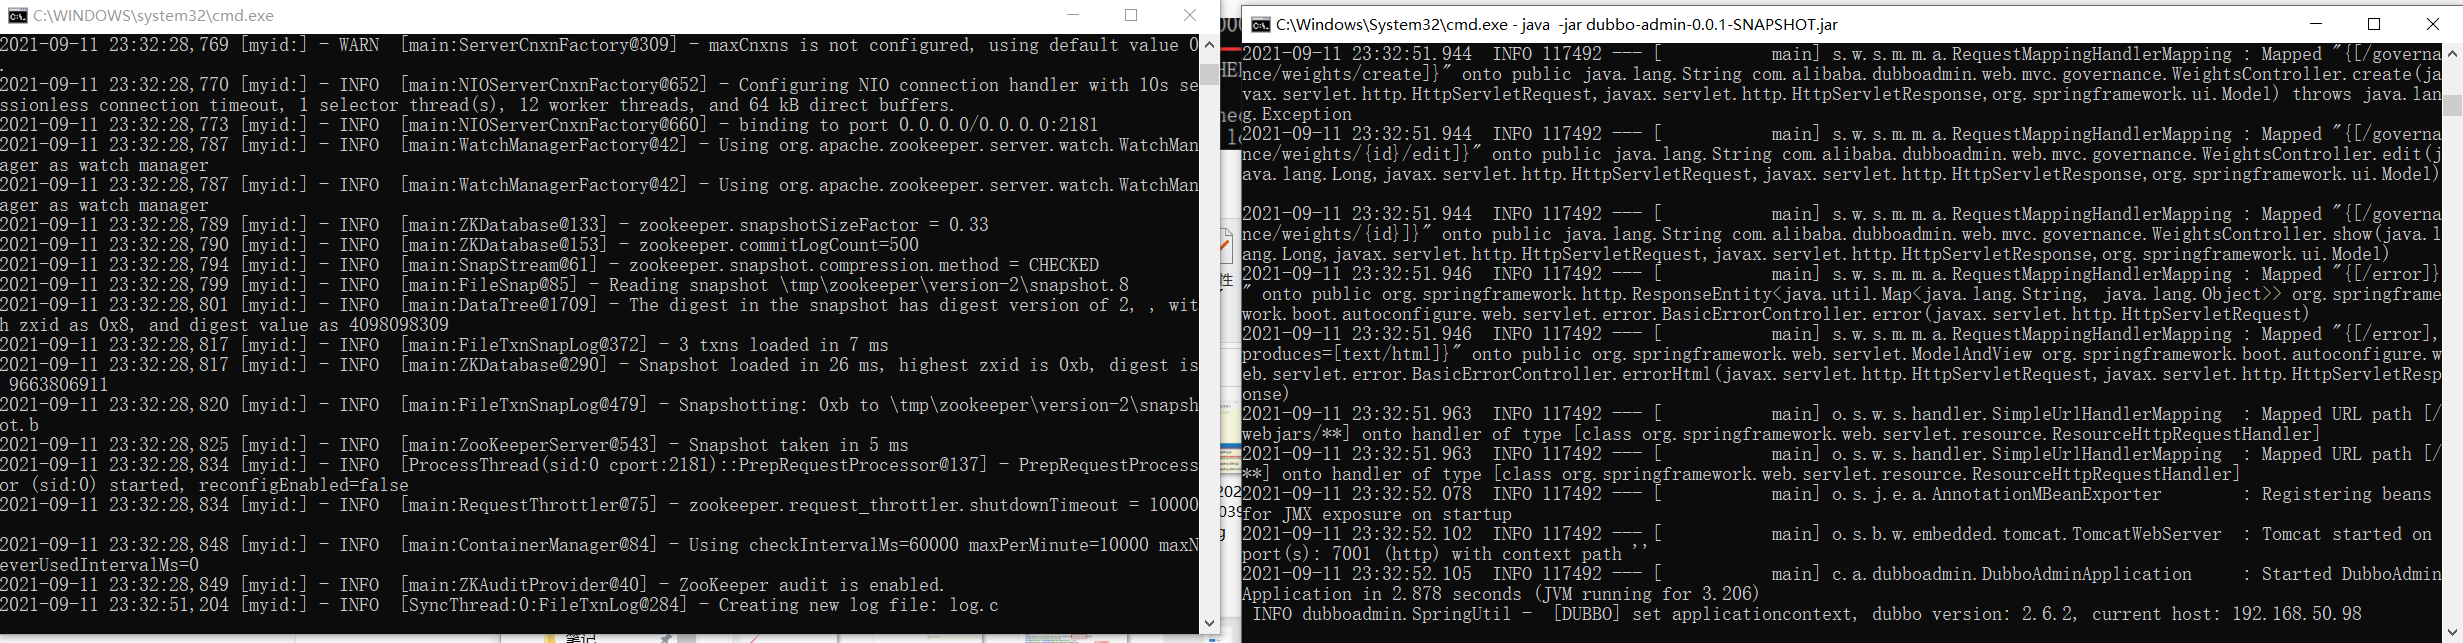 C:\WINDOWS\system32\cmd.exe
2021-09-11 23:32:28,769 [myid:] - WARN  [main:ServerCnxnFactory@309] - maxCnxns is not configured, using default value 0
.
2021-09-11 23:32:28,770 [myid:] - INFO  [main:NIOServerCnxnFactory@652] - Configuring NIO connection handler with 10s se
ssionless connection timeout, 1 selector thread(s), 12 worker threads, and 64 kB direct buffers.
2021-09-11 23:32:28,773 [myid:] - INFO  [main:NIOServerCnxnFactory@660] - binding to port 0.0.0.0/0.0.0.0:2181
2021-09-11 23:32:28,787 [myid:] - INFO  [main:WatchManagerFactory@42] - Using org.apache.zookeeper.server.watch.WatchMan
ager as watch manager
2021-09-11 23:32:28,787 [myid:] - INFO  [main:WatchManagerFactory@42] - Using org.apache.zookeeper.server.watch.WatchMan
ager as watch manager
2021-09-11 23:32:28,789 [myid:] - INFO  [main:ZKDatabase@133] - zookeeper.snapshotSizeFactor = 0.33
2021-09-11 23:32:28,790 [myid:] - INFO  [main:ZKDatabase@153] - zookeeper.commitLogCount=500
2021-09-11 23:32:28,794 [myid:] - INFO  [main:SnapStream@61] - zookeeper.snapshot.compression.method = CHECKED
2021-09-11 23:32:28,799 [myid:] - INFO  [main:FileSnap@85] - Reading snapshot \tmp\zookeeper\version-2\snapshot.8
2021-09-11 23:32:28,801 [myid:] - INFO  [main:DataTree@1709] - The digest in the snapshot has digest version of 2, , wit
h zxid as 0x8, and digest value as 4098098309
2021-09-11 23:32:28,817 [myid:] - INFO  [main:FileTxnSnapLog@372] - 3 txns loaded in 7 ms
2021-09-11 23:32:28,817 [myid:] - INFO  [main:ZKDatabase@290] - Snapshot loaded in 26 ms, highest zxid is 0xb, digest is
 9663806911
2021-09-11 23:32:28,820 [myid:] - INFO  [main:FileTxnSnapLog@479] - Snapshotting: 0xb to \tmp\zookeeper\version-2\snapsh
ot.b
2021-09-11 23:32:28,825 [myid:] - INFO  [main:ZooKeeperServer@543] - Snapshot taken in 5 ms
2021-09-11 23:32:28,834 [myid:] - INFO  [ProcessThread(sid:0 cport:2181)::PrepRequestProcessor@137] - PrepRequestProcess
or (sid:0) started, reconfigEnabled=false
2021-09-11 23:32:28,834 [myid:] - INFO  [main:RequestThrottler@75] - zookeeper.request_throttler.shutdownTimeout = 10000
2021-09-11 23:32:28,848 [myid:] - INFO  [main:ContainerManager@84] - Using checkIntervalMs=60000 maxPerMinute=10000 maxN
everUsedIntervalMs=0
2021-09-11 23:32:28,849 [myid:] - INFO  [main:ZKAuditProvider@40] - ZooKeeper audit is enabled.
2021-09-11 23:32:51,204 [myid:] - INFO  [SyncThread:0:FileTxnLog@284] - Creating new log file: log.c
C:\Windows\System32\cmd.exe - java  -jar dubbo-admin-0.0.1-SNAPSHOT.jar
2021-09-11 23:32:51.944  INFO 117492 --- [           main] s.w.s.m.m.a.RequestMappingHandlerMapping : Mapped "{[/governa
nce/weights/create]}" onto public java.lang.String com.alibaba.dubboadmin.web.mvc.governance.WeightsController.create(ja
vax.servlet.http.HttpServletRequest,javax.servlet.http.HttpServletResponse,org.springframework.ui.Model) throws java.lan
g.Exception
2021-09-11 23:32:51.944  INFO 117492 --- [           main] s.w.s.m.m.a.RequestMappingHandlerMapping : Mapped "{[/governa
nce/weights/{id}/edit]}" onto public java.lang.String com.alibaba.dubboadmin.web.mvc.governance.WeightsController.edit(j
ava.lang.Long,javax.servlet.http.HttpServletRequest,javax.servlet.http.HttpServletResponse,org.springframework.ui.Model)
2021-09-11 23:32:51.944  INFO 117492 --- [           main] s.w.s.m.m.a.RequestMappingHandlerMapping : Mapped "{[/governa
nce/weights/{id}]}" onto public java.lang.String com.alibaba.dubboadmin.web.mvc.governance.WeightsController.show(java.l
ang.Long,javax.servlet.http.HttpServletRequest,javax.servlet.http.HttpServletResponse,org.springframework.ui.Model)
2021-09-11 23:32:51.946  INFO 117492 --- [           main] s.w.s.m.m.a.RequestMappingHandlerMapping : Mapped "{[/error]}
" onto public org.springframework.http.ResponseEntity<java.util.Map<java.lang.String, java.lang.Object>> org.springframe
work.boot.autoconfigure.web.servlet.error.BasicErrorController.error(javax.servlet.http.HttpServletRequest)
2021-09-11 23:32:51.946  INFO 117492 --- [           main] s.w.s.m.m.a.RequestMappingHandlerMapping : Mapped "{[/error],
produces=[text/html]}" onto public org.springframework.web.servlet.ModelAndView org.springframework.boot.autoconfigure.w
eb.servlet.error.BasicErrorController.errorHtml(javax.servlet.http.HttpServletRequest,javax.servlet.http.HttpServletResp
onse)
2021-09-11 23:32:51.963  INFO 117492 --- [           main] o.s.w.s.handler.SimpleUrlHandlerMapping  : Mapped URL path [/
webjars/**] onto handler of type [class org.springframework.web.servlet.resource.ResourceHttpRequestHandler]
2021-09-11 23:32:51.963  INFO 117492 --- [           main] o.s.w.s.handler.SimpleUrlHandlerMapping  : Mapped URL path [/
**] onto handler of type [class org.springframework.web.servlet.resource.ResourceHttpRequestHandler]
2021-09-11 23:32:52.078  INFO 117492 --- [           main] o.s.j.e.a.AnnotationMBeanExporter        : Registering beans
for JMX exposure on startup
2021-09-11 23:32:52.102  INFO 117492 --- [           main] o.s.b.w.embedded.tomcat.TomcatWebServer  : Tomcat started on
port(s): 7001 (http) with context path ''
2021-09-11 23:32:52.105  INFO 117492 --- [           main] c.a.dubboadmin.DubboAdminApplication     : Started DubboAdmin
Application in 2.878 seconds (JVM running for 3.206)
 INFO dubboadmin.SpringUtil -  [DUBBO] set applicationcontext, dubbo version: 2.6.2, current host: 192.168.50.98